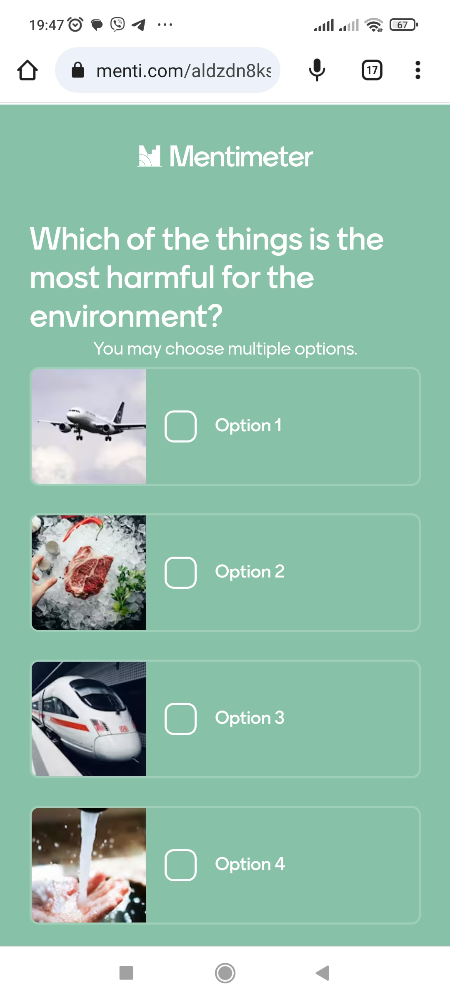 19:47
67
menti.com/aldzdn8ks
17
Mentimeter
Which of the things is the
most harmful for the
environment?
You may choose multiple options.
Option 1
Option 2
Option 3
DB
Option 4